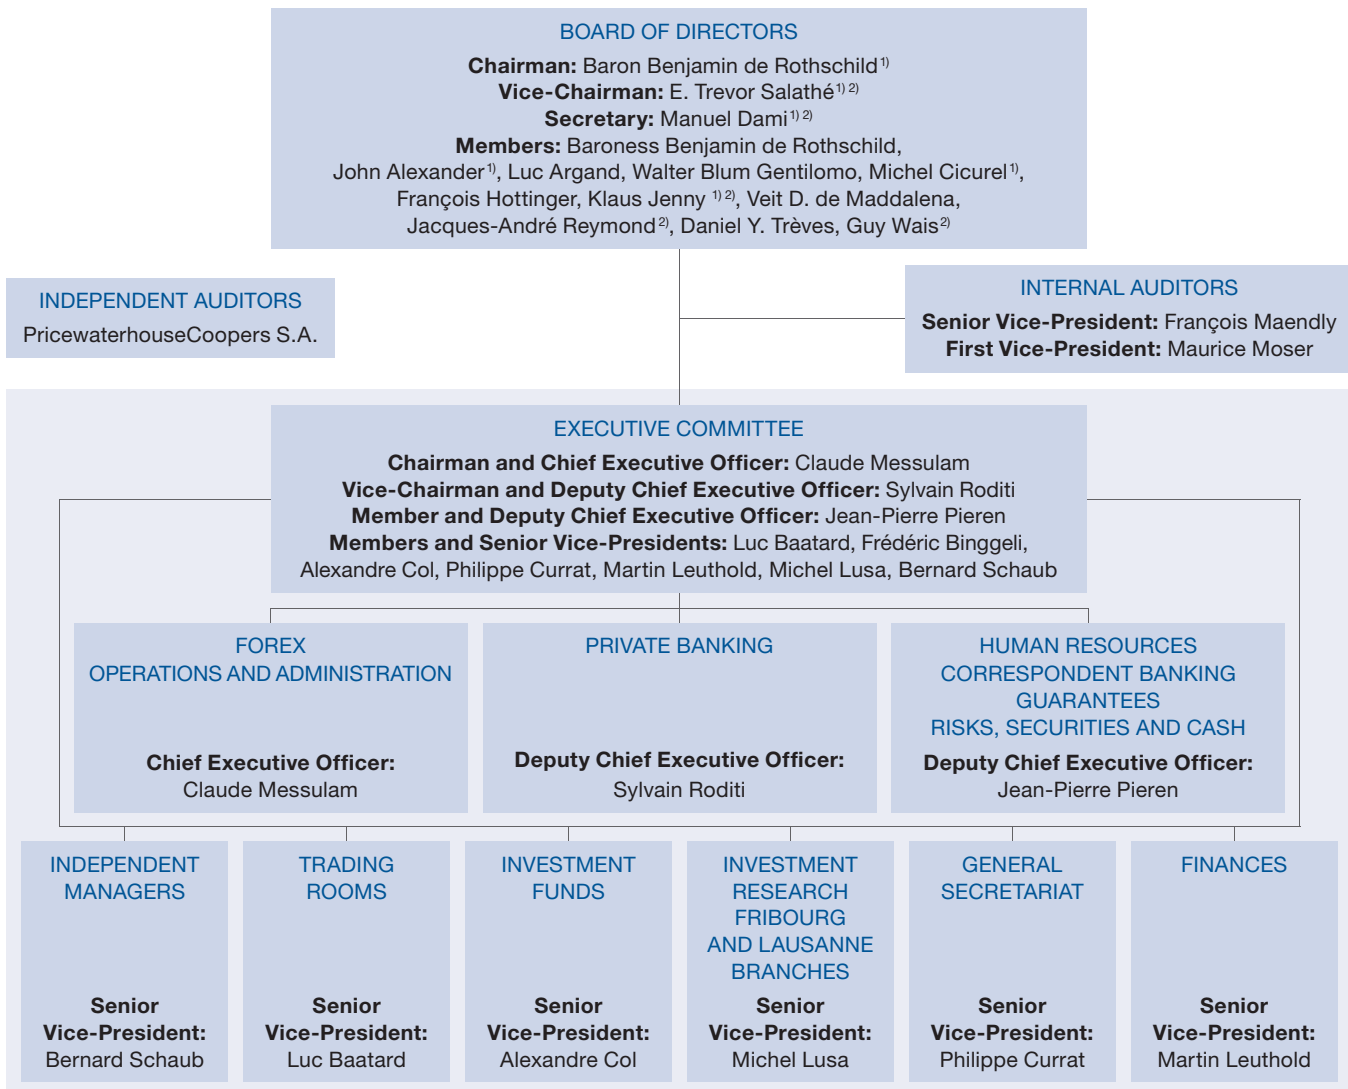 BOARD OF DIRECTORS
Chairman: Baron Benjamin de Rothschild 1)
Vice-Chairman: E. Trevor Salathé 1) 2)
Secretary: Manuel Dami 1) 2)
Members: Baroness Benjamin de Rothschild,
John Alexander 1), Luc Argand, Walter Blum Gentilomo, Michel Cicurel 1),
François Hottinger, Klaus Jenny 1) 2), Veit D. de Maddalena,
Jacques-André Reymond 2), Daniel Y. Trèves, Guy Wais 2)
INDEPENDENT AUDITORS
PricewaterhouseCoopers S.A.
INTERNAL AUDITORS
Senior Vice-President: François Maendly
First Vice-President: Maurice Moser
EXECUTIVE COMMITTEE
Chairman and Chief Executive Officer: Claude Messulam
Vice-Chairman and Deputy Chief Executive Officer: Sylvain Roditi
Member and Deputy Chief Executive Officer: Jean-Pierre Pieren
Members and Senior Vice-Presidents: Luc Baatard, Frédéric Binggeli,
Alexandre Col, Philippe Currat, Martin Leuthold, Michel Lusa, Bernard Schaub
FOREX
OPERATIONS AND ADMINISTRATION
Chief Executive Officer:
Claude Messulam
PRIVATE BANKING
Deputy Chief Executive Officer:
Sylvain Roditi
HUMAN RESOURCES
CORRESPONDENT BANKING
GUARANTEES
RISKS, SECURITIES AND CASH
Deputy Chief Executive Officer:
Jean-Pierre Pieren
INDEPENDENT
MANAGERS
Senior
Vice-President:
Bernard Schaub
TRADING
ROOMS
Senior
Vice-President:
Luc Baatard
INVESTMENT
FUNDS
Senior
Vice-President:
Alexandre Col
INVESTMENT
RESEARCH
FRIBOURG
AND LAUSANNE
BRANCHES
Senior
Vice-President:
Michel Lusa
GENERAL
SECRETARIAT
Senior
Vice-President:
Philippe Currat
FINANCES
Senior
Vice-President:
Martin Leuthold